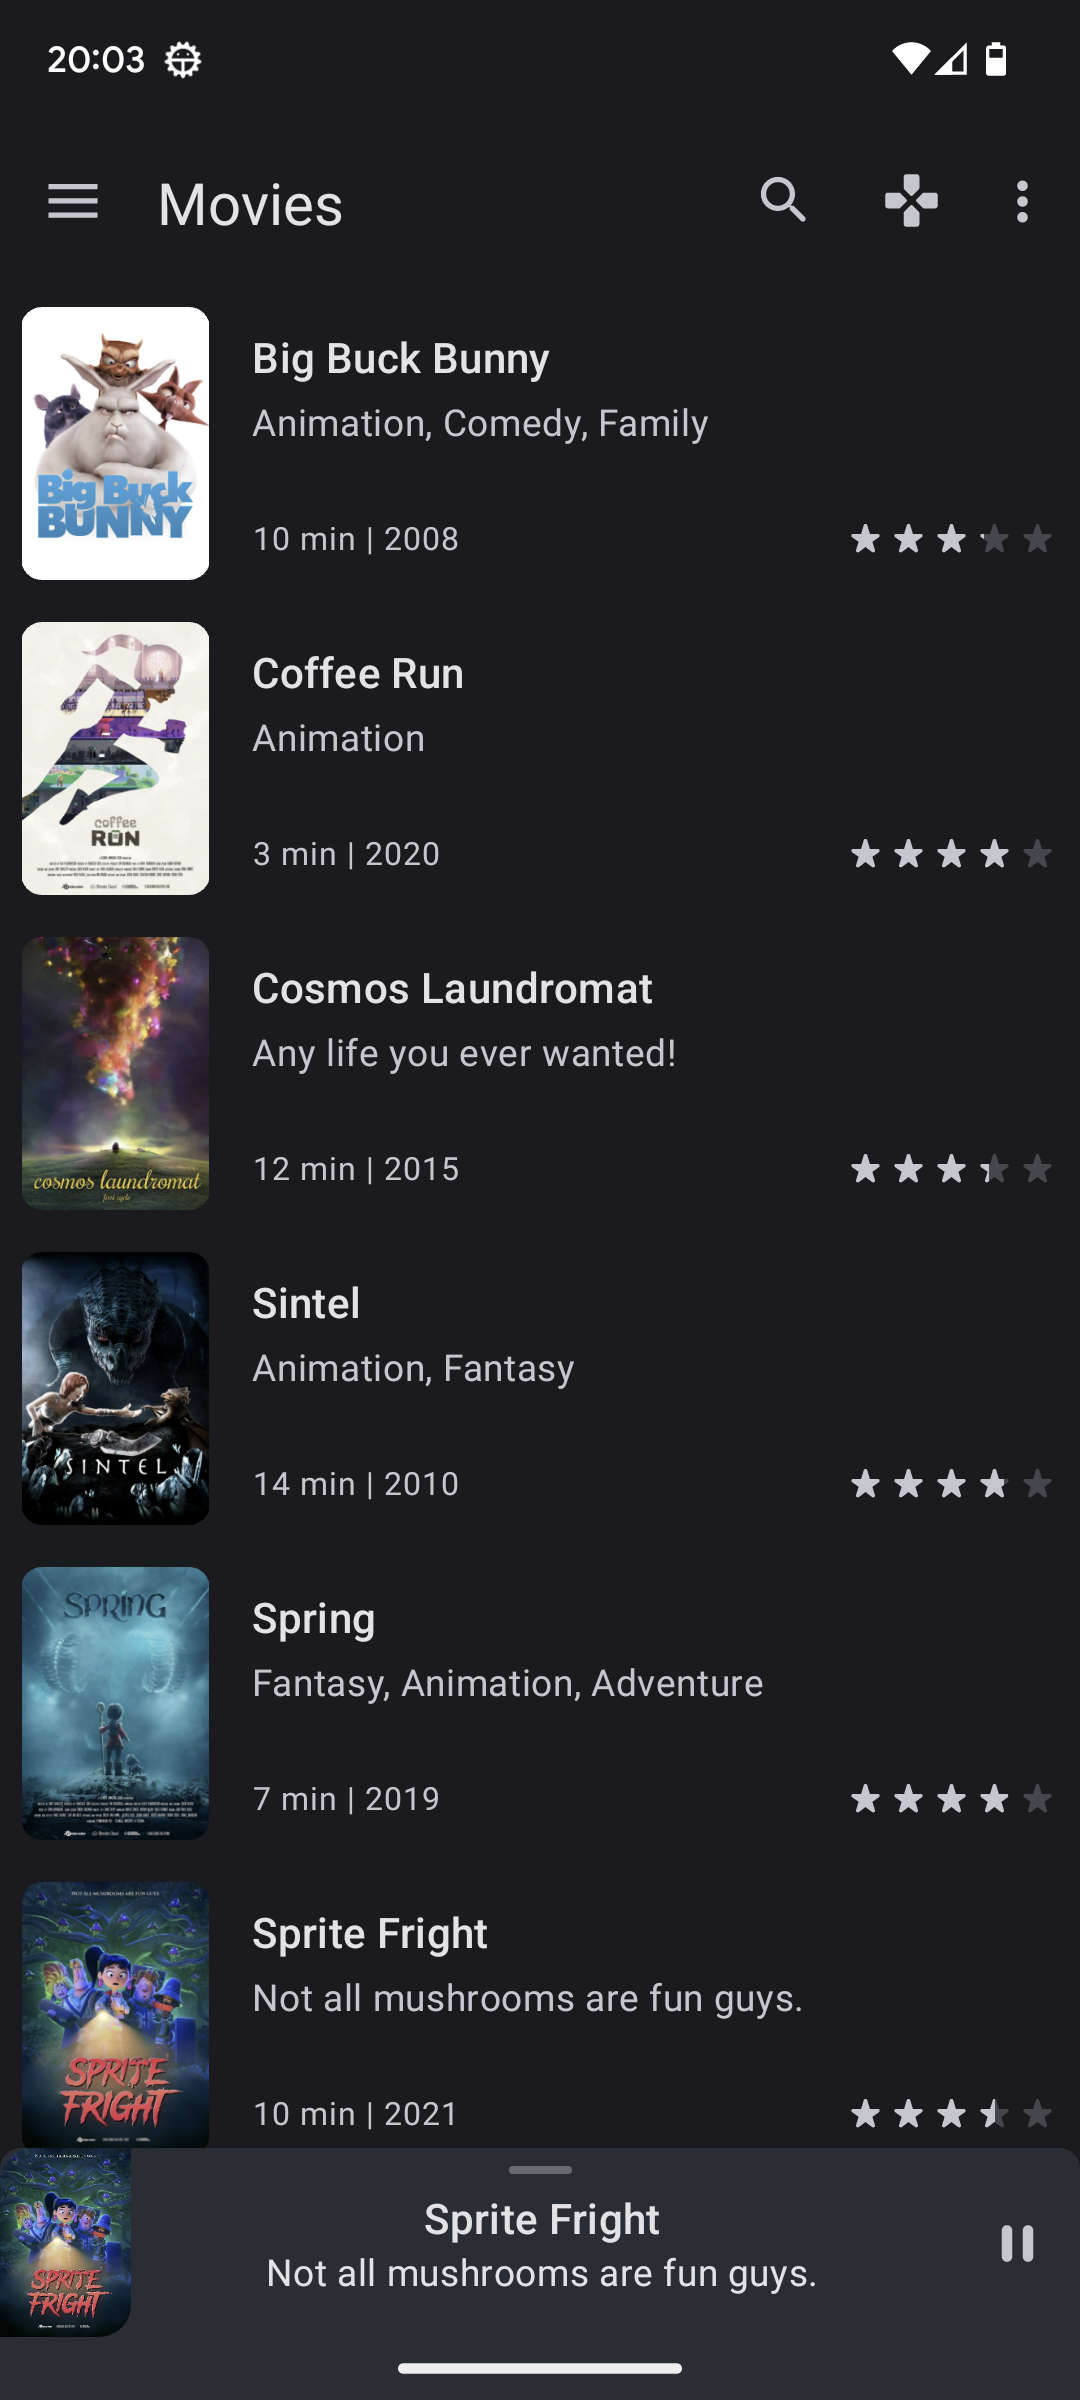 20:03
Movies
Big Buck
BUNNY
Big Buck Bunny
Animation, Comedy, Family
10 min | 2008
coffee
RUN
Coffee Run
Animation
3 min | 2020
cosmos laundromat
first cycle
Cosmos Laundromat
Any life you ever wanted!
12 min | 2015
SINTEL
Sintel
Animation, Fantasy
14 min | 2010
SPRING
Spring
Fantasy, Animation, Adventure
7 min | 2019
NOT ALL MUSHROOMS ARE FUN GUYS
SPRITE
FRIGHT
Sprite Fright
Not all mushrooms are fun guys.
10 min | 2021
SPRITE
FRIGHT
Sprite Fright
Not all mushrooms are fun guys.